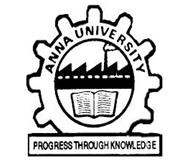 ANNA UNIVERSITY
PROGRESS THROUGH KNOWLEDGE